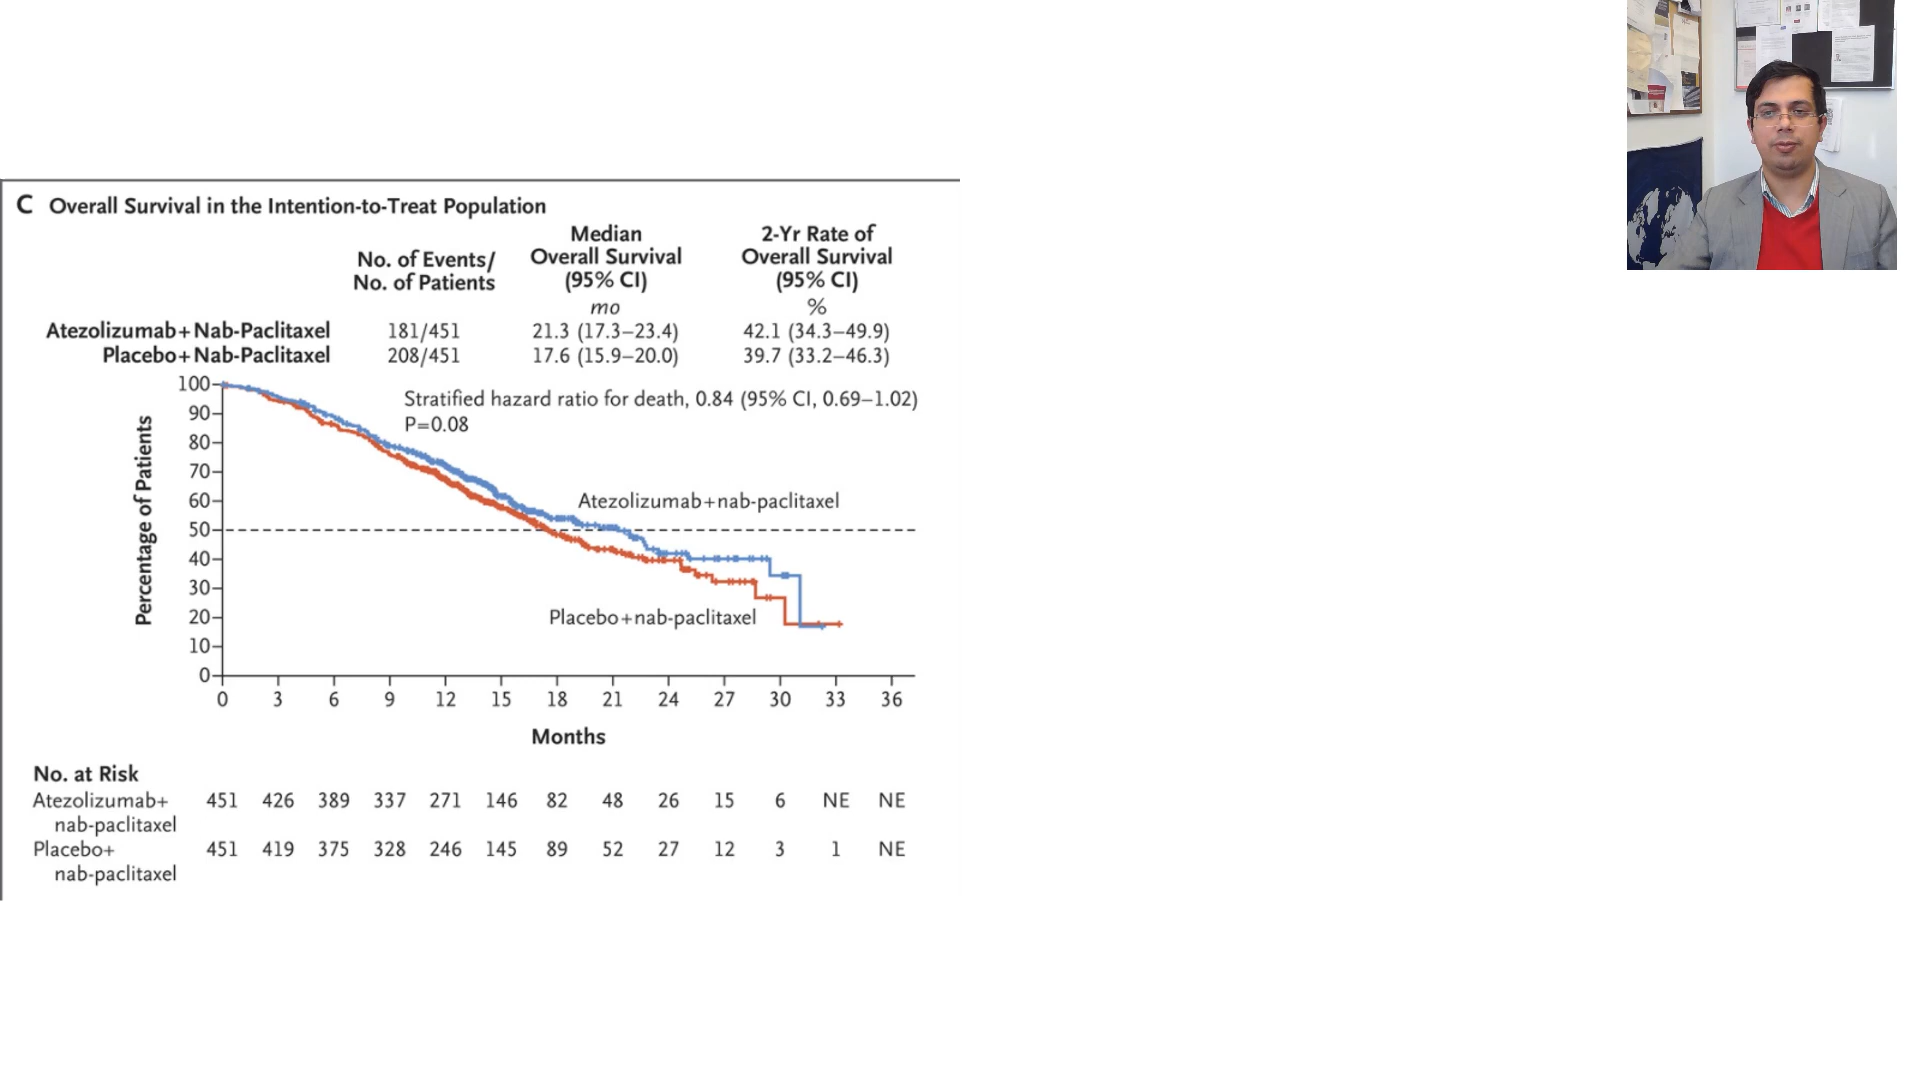 C Overall Survival in the Intention-to-Treat Population
No. of Events/
No. of Patients
Median
Overall Survival
(95% CI)
2-Yr Rate of
Overall Survival
(95% CI)
mo %
Atezolizumab+Nab-Paclitaxel 181/451 21.3 (17.3–23.4) 42.1 (34.3–49.9)
Placebo+Nab-Paclitaxel 208/451 17.6 (15.9–20.0) 39.7 (33.2–46.3)
Stratified hazard ratio for death, 0.84 (95% CI, 0.69–1.02)
P=0.08
Percentage of Patients
100
90
80
70
60
50
40
30
20
10
0
Atezolizumab+nab-paclitaxel
Placebo+nab-paclitaxel
0 3 6 9 12 15 18 21 24 27 30 33 36
Months
No. at Risk
Atezolizumab+ 451 426 389 337 271 146 82 48 26 15 6 NE NE
nab-paclitaxel
Placebo+ 451 419 375 328 246 145 89 52 27 12 3 1 NE
nab-paclitaxel